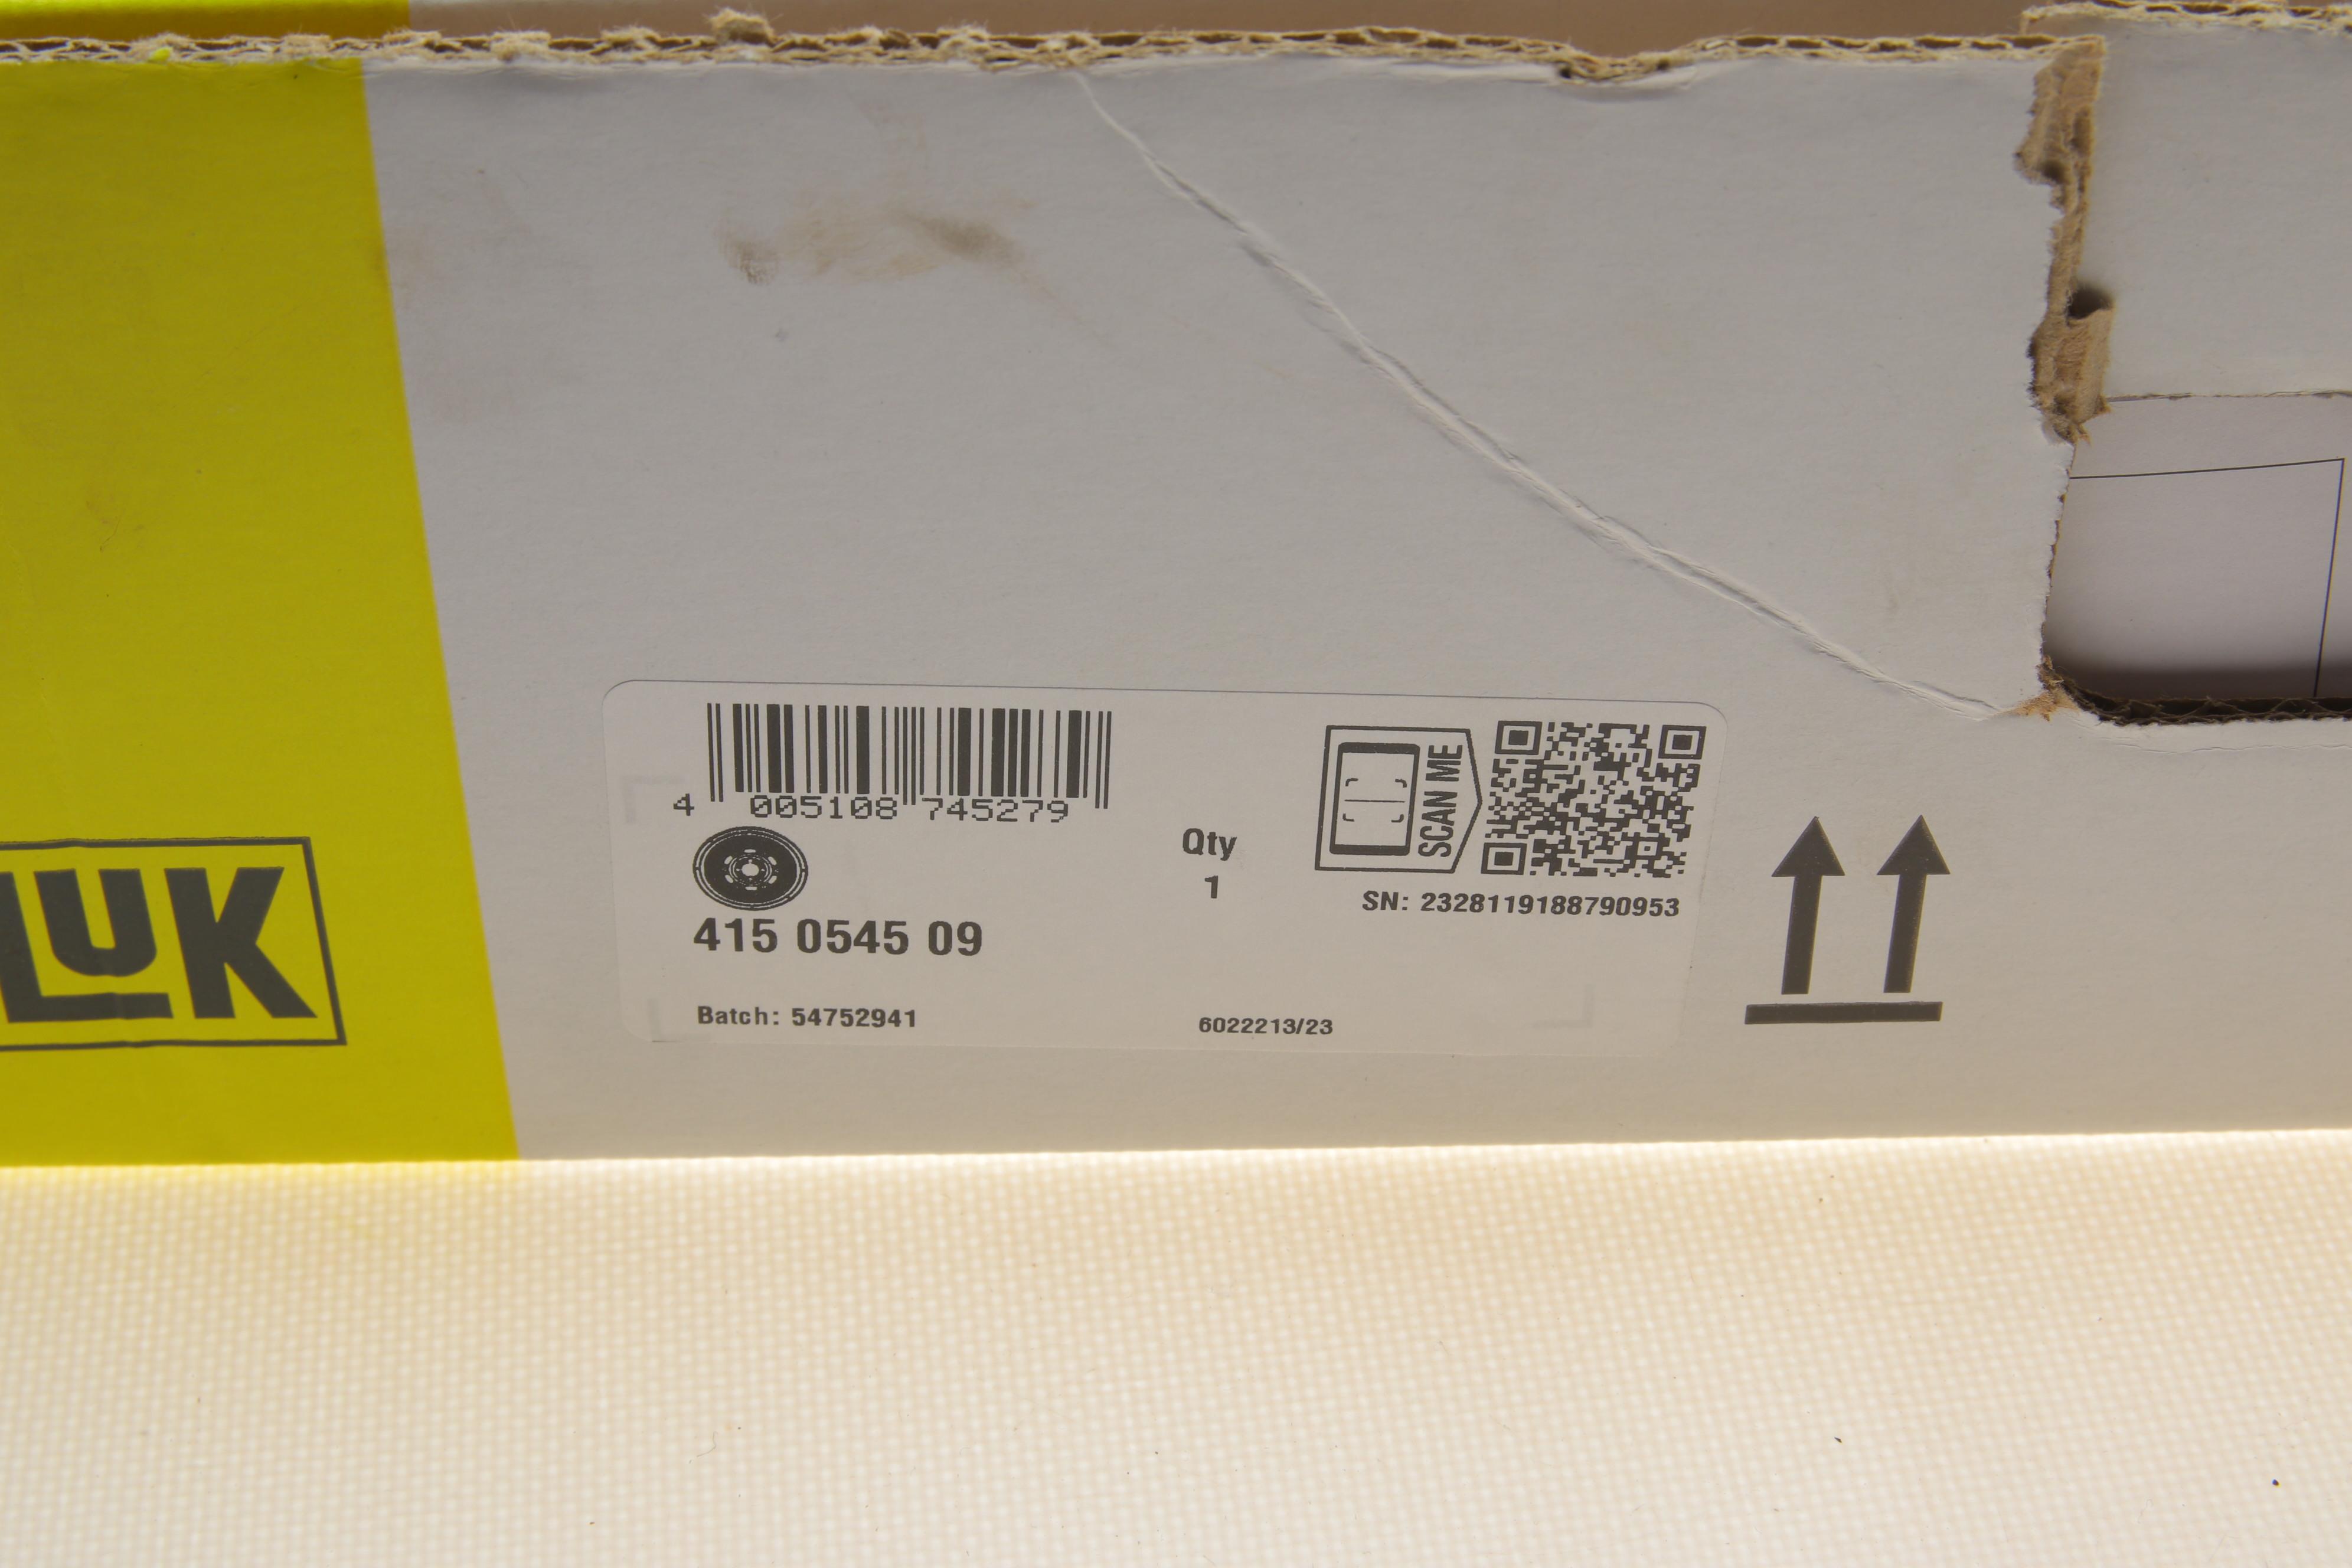 4 005108 745279
SCAN ME
Qty
1
SN: 2328119188790953
415 0545 09
Batch: 54752941
6022213/23
LUK